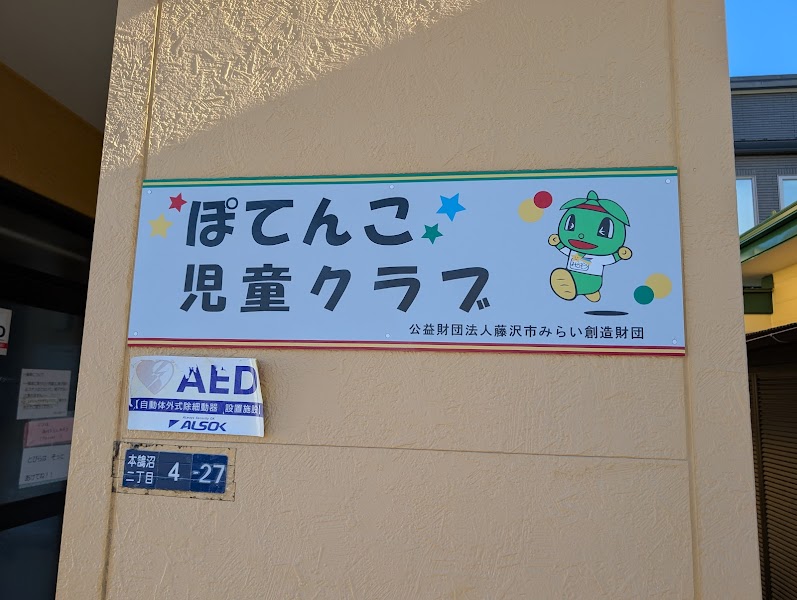 ぽてんこ
児童クラブ
公益財団法人藤沢市みらい創造財団
AED
【自動体外式除細動器 設置施設】
ALSOK
本鵠沼
二丁目
4-27